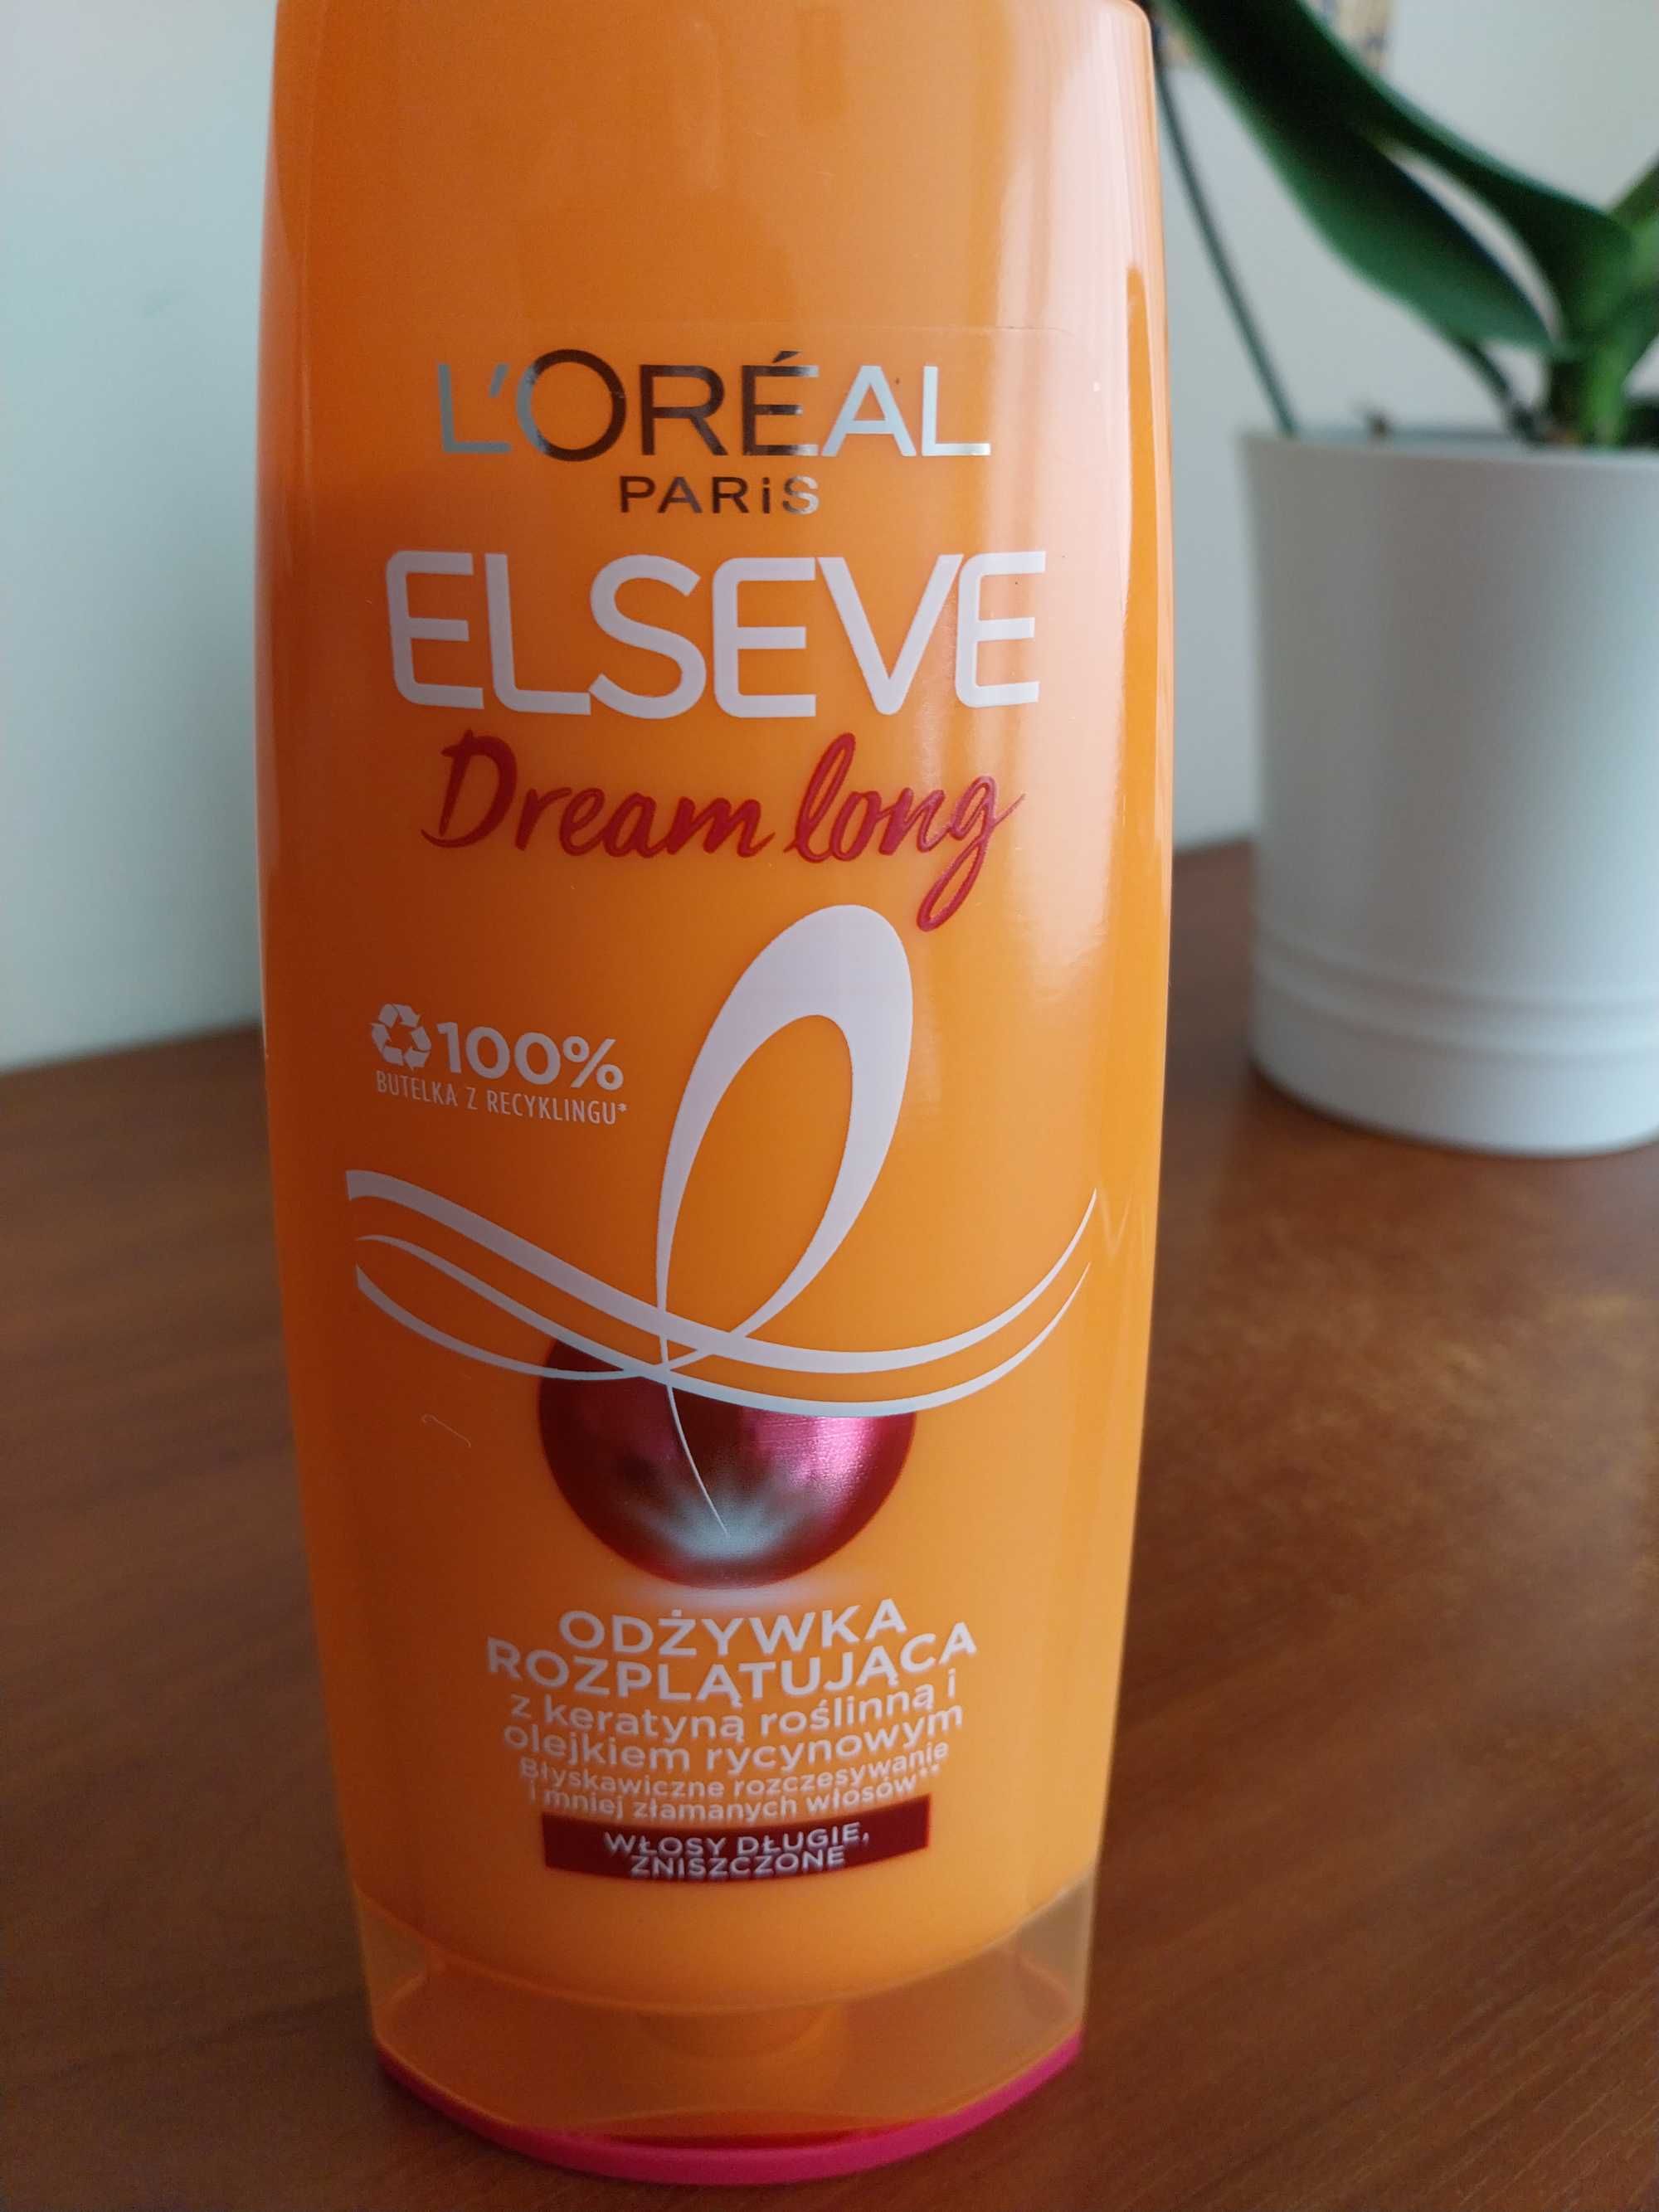 L'ORÉAL
PARiS
ELSEVE
Dream long
100%
BUTELKA Z RECYKLINGU*
ODŻYWKA
ROZPLĄTUJĄCA
z keratyną roślinną i
olejkiem rycynowym
Błyskawiczne rozczesywanie
i mniej złamanych włosów**
WŁOSY DŁUGIE,
ZNISZCZONE